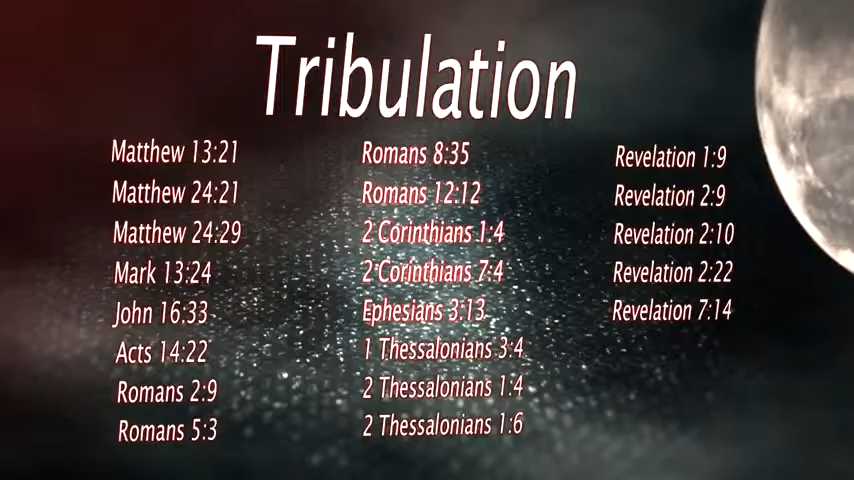 Tribulation
Matthew 13:21
Matthew 24:21
Matthew 24:29
Mark 13:24
John 16:33
Acts 14:22
Romans 2:9
Romans 5:3
Romans 8:35
Romans 12:12
2 Corinthians 1:4
2 Corinthians 7:4
Ephesians 3:13
1 Thessalonians 3:4
2 Thessalonians 1:4
2 Thessalonians 1:6
Revelation 1:9
Revelation 2:9
Revelation 2:10
Revelation 2:22
Revelation 7:14